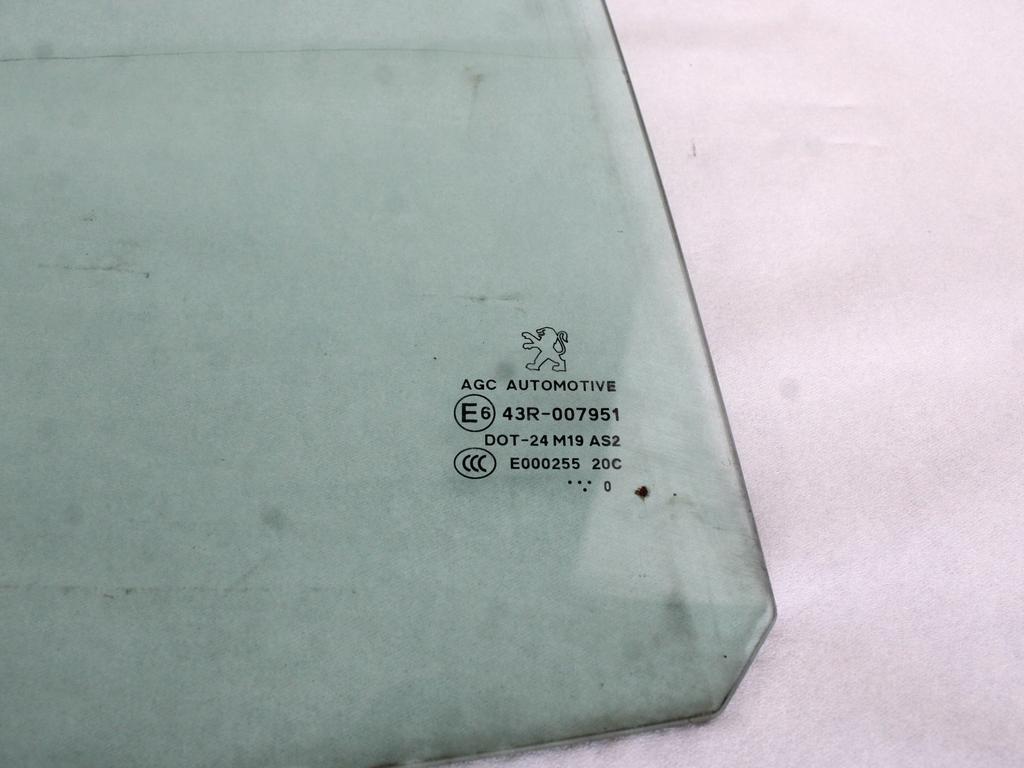 AGC AUTOMOTIVE
E6 43R-007951
DOT-24 M19 AS2
CCC E000255 20C
0